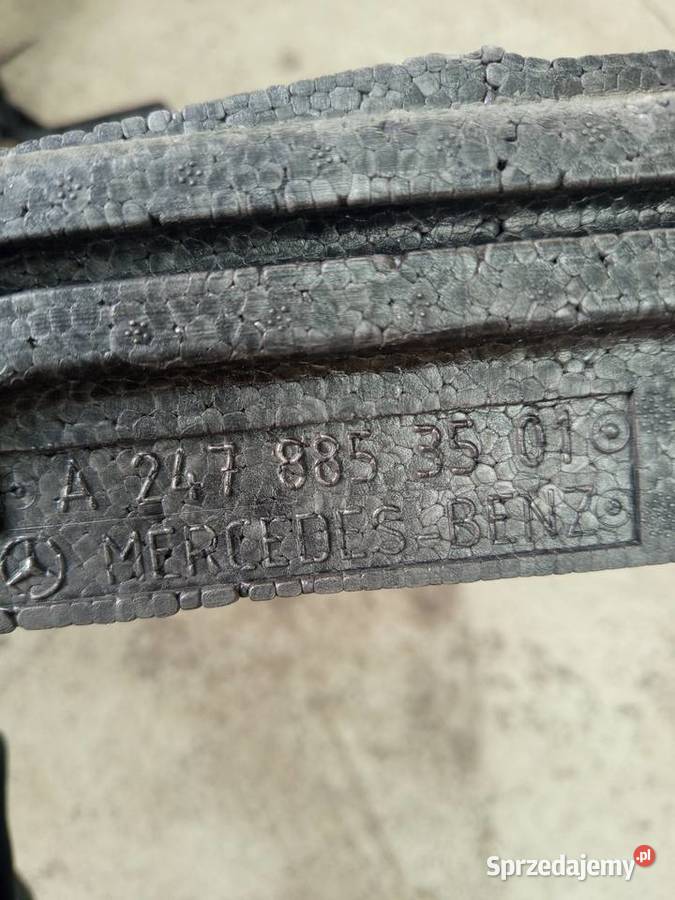 A 247 885 35 01
MERCEDES-BENZ
Sprzedajemy.pl